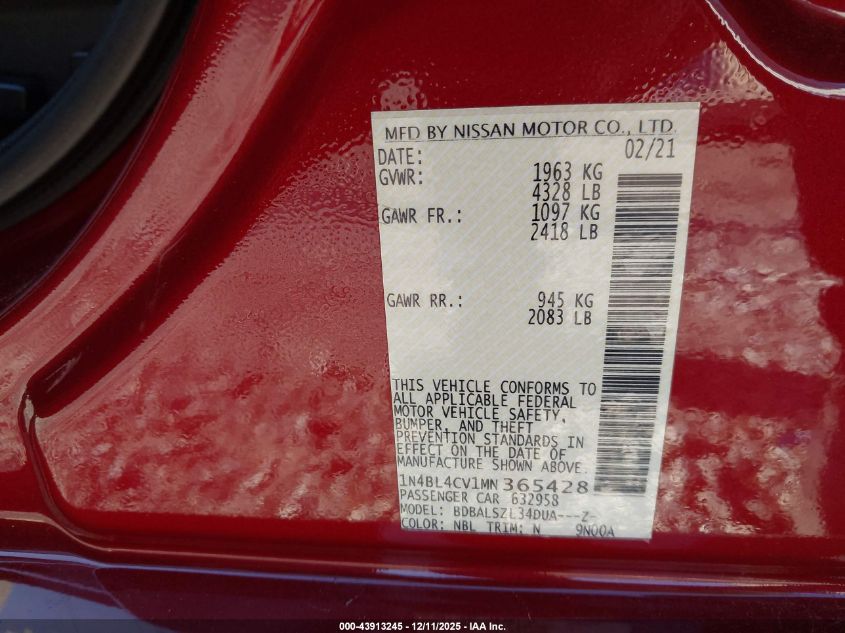 MFD BY NISSAN MOTOR CO., LTD.
DATE: 02/21
GVWR: 1963 KG
4328 LB
GAWR FR.: 1097 KG
2418 LB
GAWR RR.: 945 KG
2083 LB
THIS VEHICLE CONFORMS TO
ALL APPLICABLE FEDERAL
MOTOR VEHICLE SAFETY,
BUMPER, AND THEFT
PREVENTION STANDARDS IN
EFFECT ON THE DATE OF
MANUFACTURE SHOWN ABOVE.
1N4BL4CV1MN 365428
PASSENGER CAR 632958
MODEL: BDBALSZL34DUA---Z-
COLOR: NBL TRIM: N 9N00A
000-43913245 - 12/11/2025 - IAA Inc.